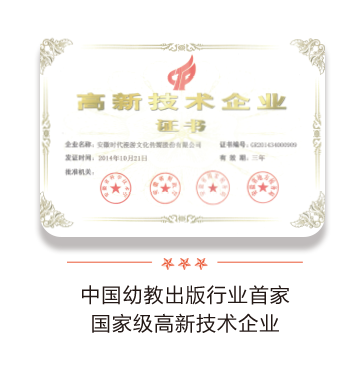 高新技术企业
证书
企业名称：安徽时代漫游文化传媒股份有限公司 证书编号：GR201434000909
发证时间：2014年10月21日 有效期：三年
批准机关：
中国幼教出版行业首家
国家级高新技术企业